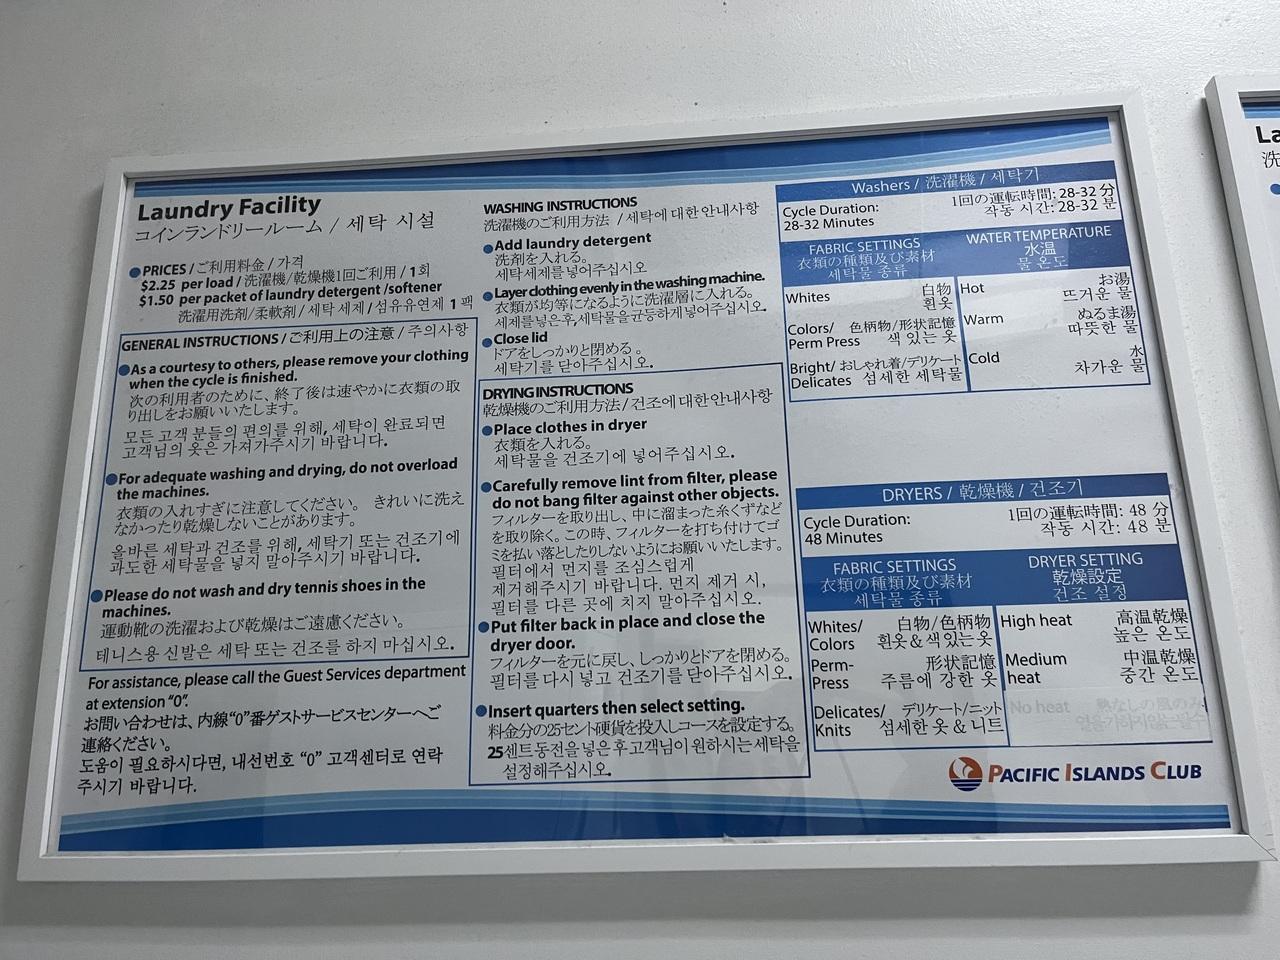 Laundry Facility
コインランドリールーム / 세탁 시설
PRICES / ご利用料金 / 가격
$2.25 per load / 洗濯機/乾燥機1回ご利用 / 1회
$1.50 per packet of laundry detergent /softener
洗濯用洗剤/柔軟剤 / 세탁 세제 / 섬유유연제 1 팩
GENERAL INSTRUCTIONS / ご利用上の注意 / 주의사항
As a courtesy to others, please remove your clothing
when the cycle is finished.
次の利用者のために、終了後は速やかに衣類の取
り出しをお願いいたします。
모든 고객 분들의 편의를 위해, 세탁이 완료되면
고객님의 옷은 가져가주시기 바랍니다.
For adequate washing and drying, do not overload
the machines.
衣類の入れすぎに注意してください。 きれいに洗え
なかったり乾燥しないことがあります。
올바른 세탁과 건조를 위해, 세탁기 또는 건조기에
과도한 세탁물을 넣지 말아주시기 바랍니다.
Please do not wash and dry tennis shoes in the
machines.
運動靴の洗濯および乾燥はご遠慮ください。
테니스용 신발은 세탁 또는 건조를 하지 마십시오.
For assistance, please call the Guest Services department
at extension “0”.
お問い合わせは、内線“0”番ゲストサービスセンターへご
連絡ください。
도움이 필요하시다면, 내선번호 “0” 고객센터로 연락
주시기 바랍니다.
WASHING INSTRUCTIONS
洗濯機のご利用方法 / 세탁에 대한 안내사항
Add laundry detergent
洗剤を入れる。
세탁세제를 넣어주십시오
Layer clothing evenly in the washing machine.
衣類が均等になるように洗濯層に入れる。
세제를 넣은 후, 세탁물을 균등하게 넣어주십시오.
Close lid
ドアをしっかりと閉める。
세탁기를 닫아주십시오.
DRYING INSTRUCTIONS
乾燥機のご利用方法 / 건조에 대한 안내사항
Place clothes in dryer
衣類を入れる。
세탁물을 건조기에 넣어주십시오.
Carefully remove lint from filter, please
do not bang filter against other objects.
フィルターを取り出し、中に溜まった糸くずなど
を取り除く。この時、フィルターを打ち付けてゴ
ミを払い落としたりしないようにお願いいたします。
필터에서 먼지를 조심스럽게
제거해주시기 바랍니다. 먼지 제거 시,
필터를 다른 곳에 치지 말아주십시오.
Put filter back in place and close the
dryer door.
フィルターを元に戻し、しっかりとドアを閉める。
필터를 다시 넣고 건조기를 닫아주십시오.
Insert quarters then select setting.
料金分の25セント硬貨を投入しコースを設定する。
25센트 동전을 넣은 후 고객님이 원하시는 세탁을
설정해주십시오.
Washers / 洗濯機 / 세탁기
Cycle Duration: 1回の運転時間: 28-32 分
28-32 Minutes 작동 시간: 28-32 분
FABRIC SETTINGS WATER TEMPERATURE
衣類の種類及び素材 水温
세탁물 종류 물 온도
Whites 白物 Hot お湯
흰옷 뜨거운 물
Colors/ 色柄物/形状記憶 Warm ぬるま湯
Perm Press 색 있는 옷 따뜻한 물
Bright/ おしゃれ着/デリケート Cold 水
Delicates 섬세한 세탁물 차가운 물
DRYERS / 乾燥機 / 건조기
Cycle Duration: 1回の運転時間: 48 分
48 Minutes 작동 시간: 48 분
FABRIC SETTINGS DRYER SETTING
衣類の種類及び素材 乾燥設定
세탁물 종류 건조 설정
Whites/ 白物/色柄物 High heat 高温乾燥
Colors 흰옷 & 색있는 옷 높은 온도
Perm- 形状記憶 Medium 中温乾燥
Press 주름에 강한 옷 heat 중간 온도
Delicates/ デリケート/ニット No heat 熱なしの風のみ
Knits 섬세한 옷 & 니트
PACIFIC ISLANDS CLUB
La
洗